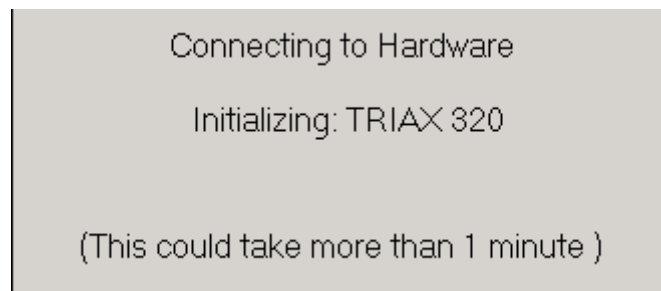 Connecting to Hardware
Initializing: TRIAX 320
(This could take more than 1 minute )